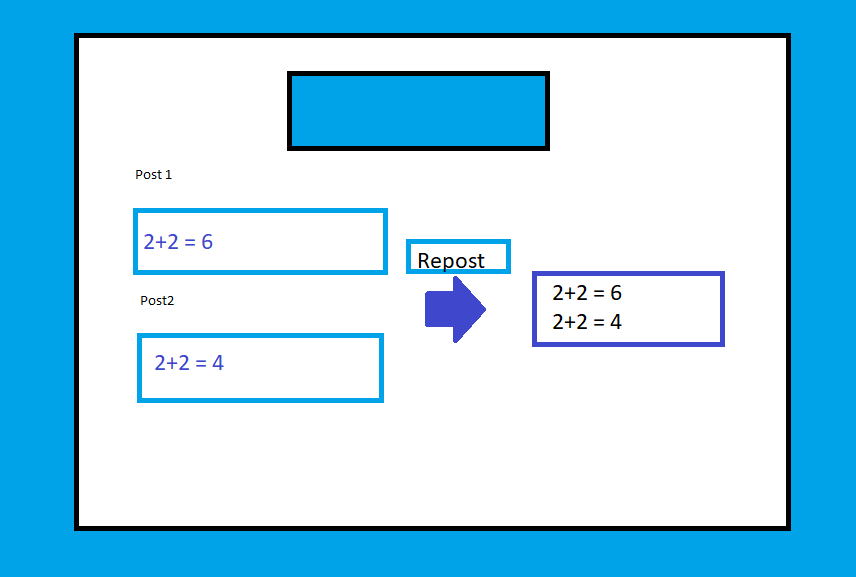 Post 1
2+2 = 6
Repost
Post2
2+2 = 4
2+2 = 6
2+2 = 4